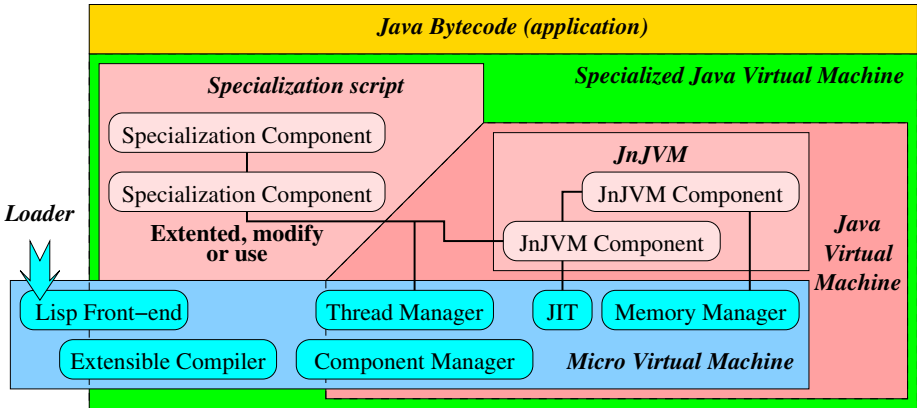 Java Bytecode (application)
Specialized Java Virtual Machine
Specialization script
Specialization Component
Specialization Component
Extented, modify
or use
JnJVM
JnJVM Component
JnJVM Component
Java
Virtual
Machine
Loader
Lisp Front-end
Thread Manager
JIT
Memory Manager
Extensible Compiler
Component Manager
Micro Virtual Machine